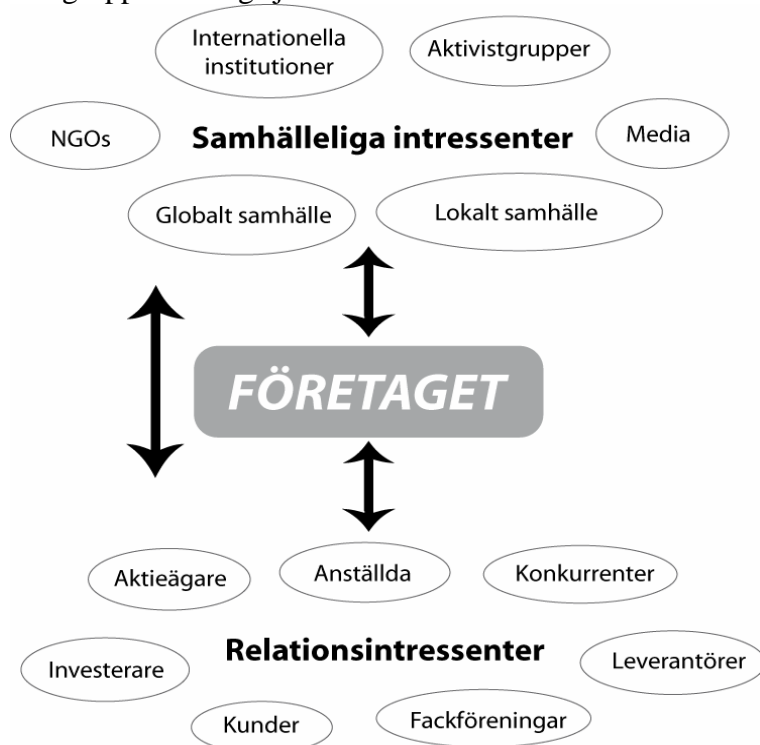 Internationella
institutioner
Aktivistgrupper
NGOs
Samhälleliga intressenter
Media
Globalt samhälle
Lokalt samhälle
FÖRETAGET
Aktieägare
Anställda
Konkurrenter
Relationsintressenter
Investerare
Leverantörer
Kunder
Fackföreningar